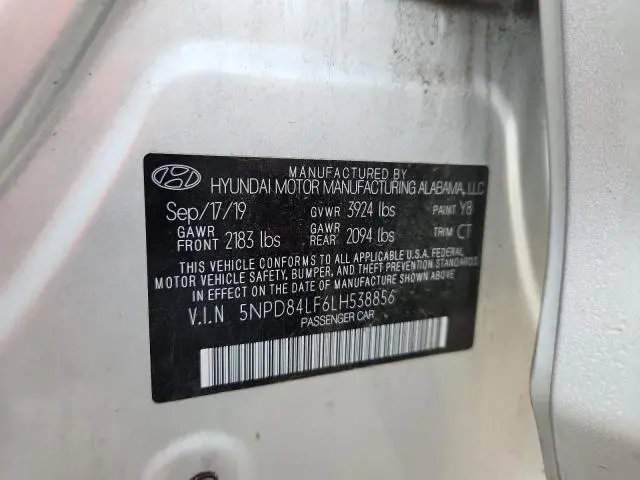 MANUFACTURED BY
HYUNDAI MOTOR MANUFACTURING ALABAMA, LLC
Sep/17/19 GVWR 3924 lbs PAINT Y8
GAWR FRONT 2183 lbs GAWR REAR 2094 lbs TRIM CT
THIS VEHICLE CONFORMS TO ALL APPLICABLE U.S.A. FEDERAL
MOTOR VEHICLE SAFETY, BUMPER, AND THEFT PREVENTION STANDARDS
IN EFFECT ON THE DATE OF MANUFACTURE SHOWN ABOVE.
V.I.N 5NPD84LF6LH538856
PASSENGER CAR